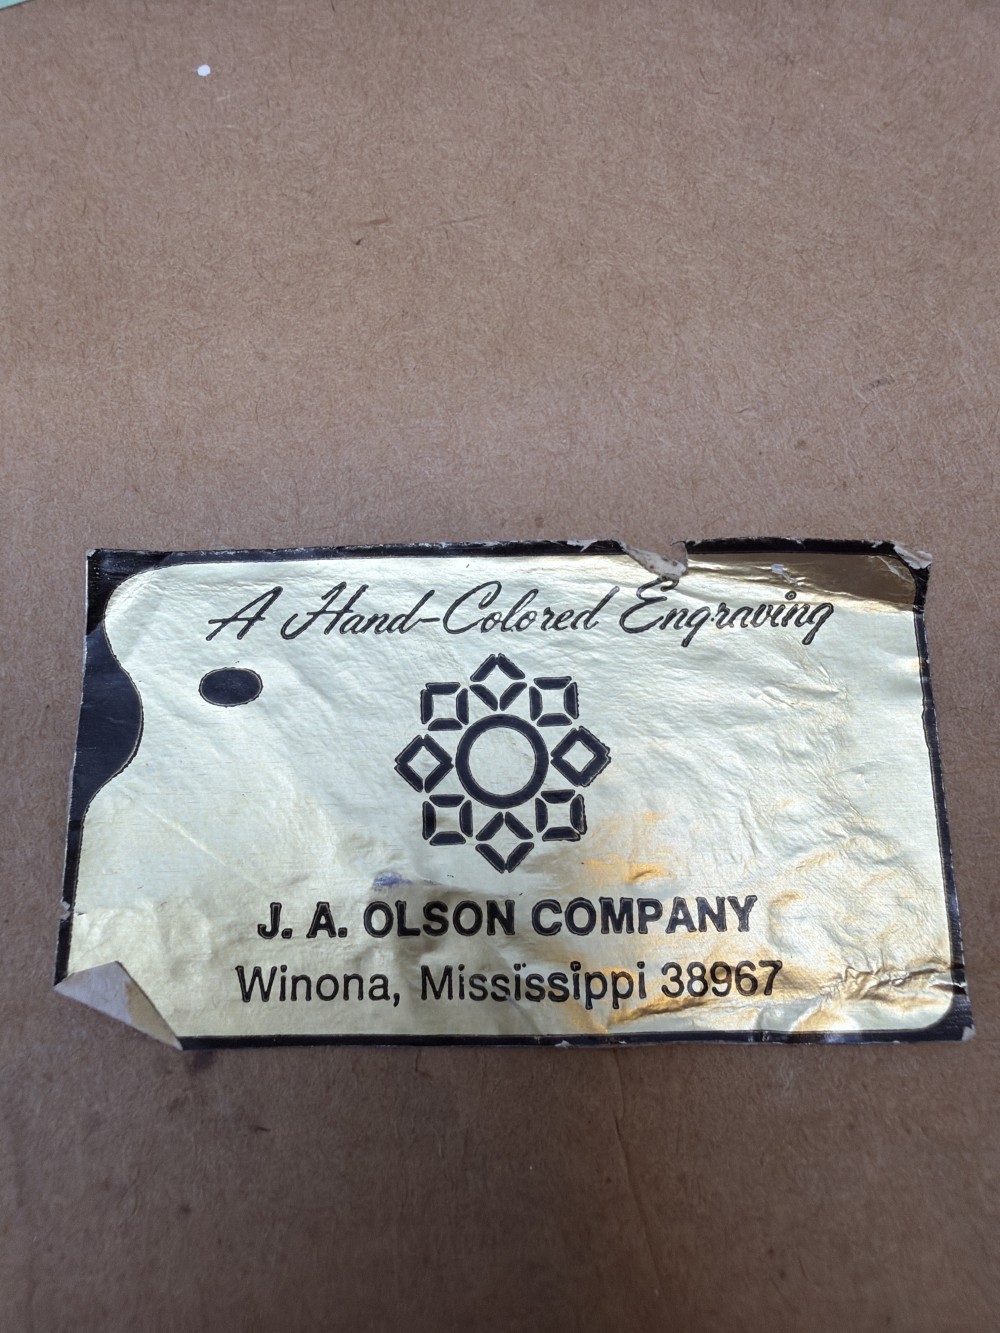 A Hand-Colored Engraving
J. A. OLSON COMPANY
Winona, Mississippi 38967